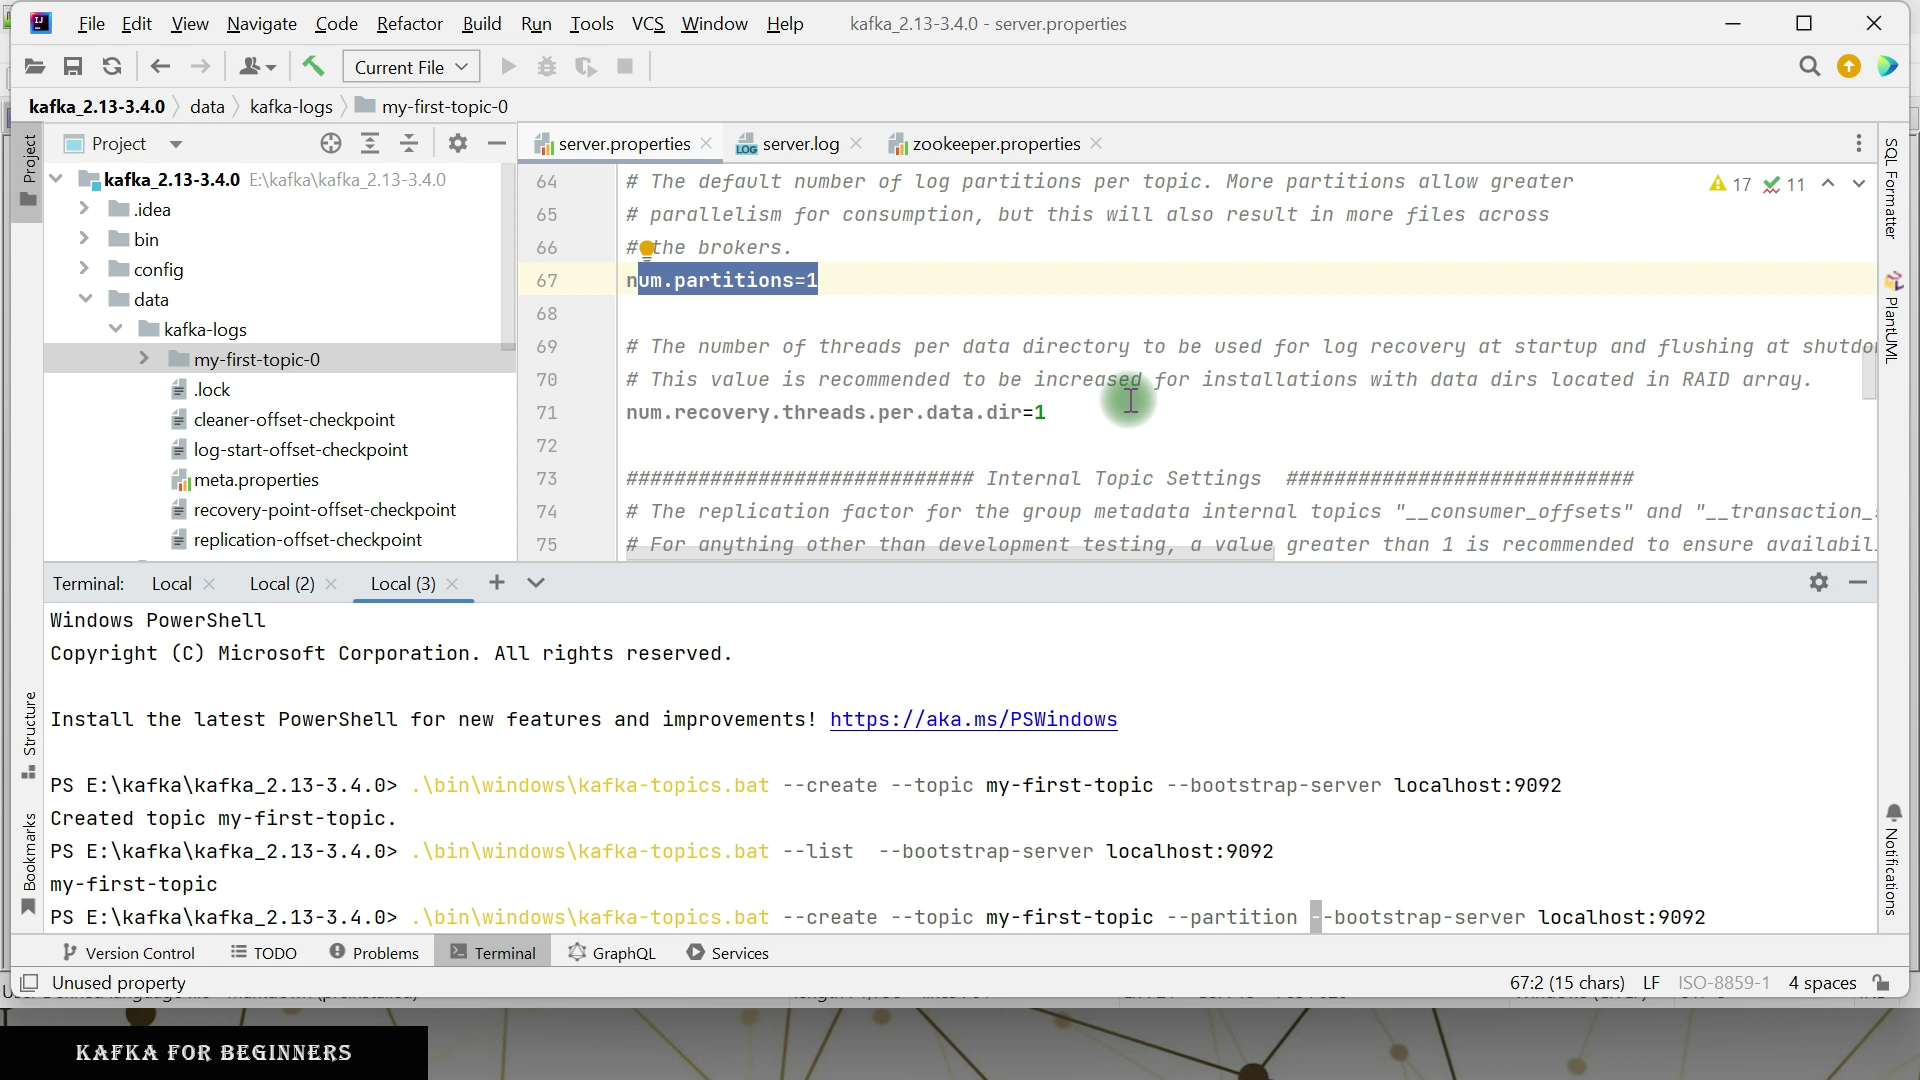 File Edit View Navigate Code Refactor Build Run Tools VCS Window Help kafka_2.13-3.4.0 - server.properties
Current File
kafka_2.13-3.4.0 data kafka-logs my-first-topic-0
Project
Project
kafka_2.13-3.4.0 E:\kafka\kafka_2.13-3.4.0
.idea
bin
config
data
kafka-logs
my-first-topic-0
.lock
cleaner-offset-checkpoint
log-start-offset-checkpoint
meta.properties
recovery-point-offset-checkpoint
replication-offset-checkpoint
server.properties LOG server.log zookeeper.properties
17 11
64 # The default number of log partitions per topic. More partitions allow greater
65 # parallelism for consumption, but this will also result in more files across
66 # the brokers.
67 num.partitions=1
68
69 # The number of threads per data directory to be used for log recovery at startup and flushing at shutdo
70 # This value is recommended to be increased for installations with data dirs located in RAID array.
71 num.recovery.threads.per.data.dir=1
72
73 ############################# Internal Topic Settings #############################
74 # The replication factor for the group metadata internal topics "__consumer_offsets" and "__transaction_s
75 # For anything other than development testing, a value greater than 1 is recommended to ensure availabil
SQL Formatter
PlantUML
Notifications
Structure
Bookmarks
Terminal: Local Local (2) Local (3)
Windows PowerShell
Copyright (C) Microsoft Corporation. All rights reserved.
Install the latest PowerShell for new features and improvements! https://aka.ms/PSWindows
PS E:\kafka\kafka_2.13-3.4.0> .\bin\windows\kafka-topics.bat --create --topic my-first-topic --bootstrap-server localhost:9092
Created topic my-first-topic.
PS E:\kafka\kafka_2.13-3.4.0> .\bin\windows\kafka-topics.bat --list  --bootstrap-server localhost:9092
my-first-topic
PS E:\kafka\kafka_2.13-3.4.0> .\bin\windows\kafka-topics.bat --create --topic my-first-topic --partition --bootstrap-server localhost:9092
Version Control TODO Problems Terminal GraphQL Services
Unused property 67:2 (15 chars) LF ISO-8859-1 4 spaces
KAFKA FOR BEGINNERS